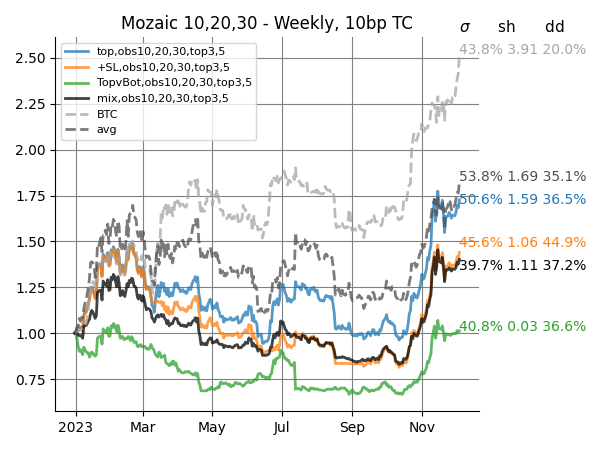 Mozaic 10,20,30 - Weekly, 10bp TC
σ sh dd
top,obs10,20,30,top3,5
+SL,obs10,20,30,top3,5
TopvBot,obs10,20,30,top3,5
mix,obs10,20,30,top3,5
BTC
avg
43.8% 3.91 20.0%
53.8% 1.69 35.1%
50.6% 1.59 36.5%
45.6% 1.06 44.9%
39.7% 1.11 37.2%
40.8% 0.03 36.6%
2.50
2.25
2.00
1.75
1.50
1.25
1.00
0.75
2023 Mar May Jul Sep Nov